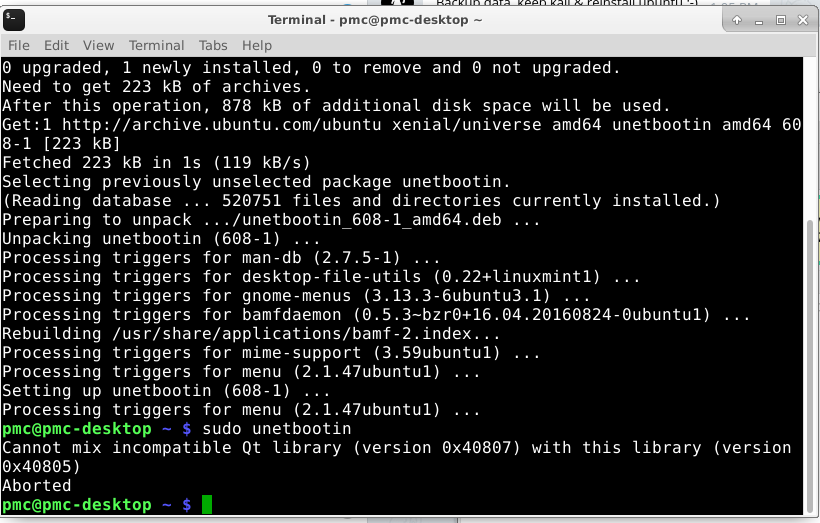 Backup data, keep kali & reinstall ubuntu :-)
Terminal - pmc@pmc-desktop ~
File Edit View Terminal Tabs Help
0 upgraded, 1 newly installed, 0 to remove and 0 not upgraded.
Need to get 223 kB of archives.
After this operation, 878 kB of additional disk space will be used.
Get:1 http://archive.ubuntu.com/ubuntu xenial/universe amd64 unetbootin amd64 60
8-1 [223 kB]
Fetched 223 kB in 1s (119 kB/s)
Selecting previously unselected package unetbootin.
(Reading database ... 520751 files and directories currently installed.)
Preparing to unpack .../unetbootin_608-1_amd64.deb ...
Unpacking unetbootin (608-1) ...
Processing triggers for man-db (2.7.5-1) ...
Processing triggers for desktop-file-utils (0.22+linuxmint1) ...
Processing triggers for gnome-menus (3.13.3-6ubuntu3.1) ...
Processing triggers for bamfdaemon (0.5.3~bzr0+16.04.20160824-0ubuntu1) ...
Rebuilding /usr/share/applications/bamf-2.index...
Processing triggers for mime-support (3.59ubuntu1) ...
Processing triggers for menu (2.1.47ubuntu1) ...
Setting up unetbootin (608-1) ...
Processing triggers for menu (2.1.47ubuntu1) ...
pmc@pmc-desktop ~ $ sudo unetbootin
Cannot mix incompatible Qt library (version 0x40807) with this library (version
0x40805)
Aborted
pmc@pmc-desktop ~ $